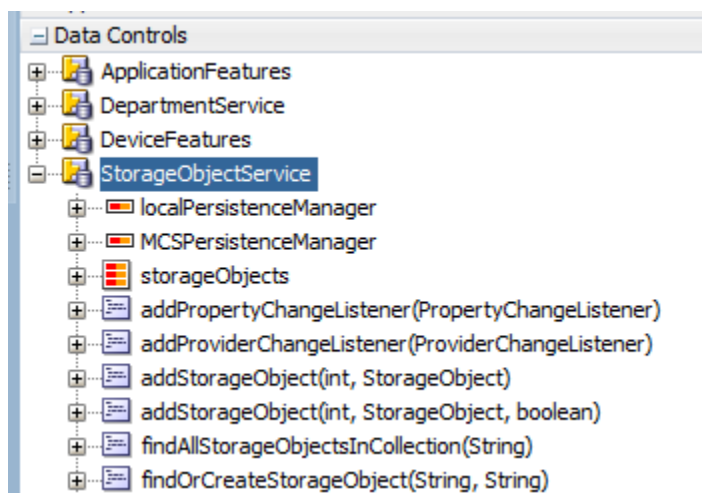 Data Controls
ApplicationFeatures
DepartmentService
DeviceFeatures
StorageObjectService
localPersistenceManager
MCSPersistenceManager
storageObjects
addPropertyChangeListener(PropertyChangeListener)
addProviderChangeListener(ProviderChangeListener)
addStorageObject(int, StorageObject)
addStorageObject(int, StorageObject, boolean)
findAllStorageObjectsInCollection(String)
findOrCreateStorageObject(String, String)